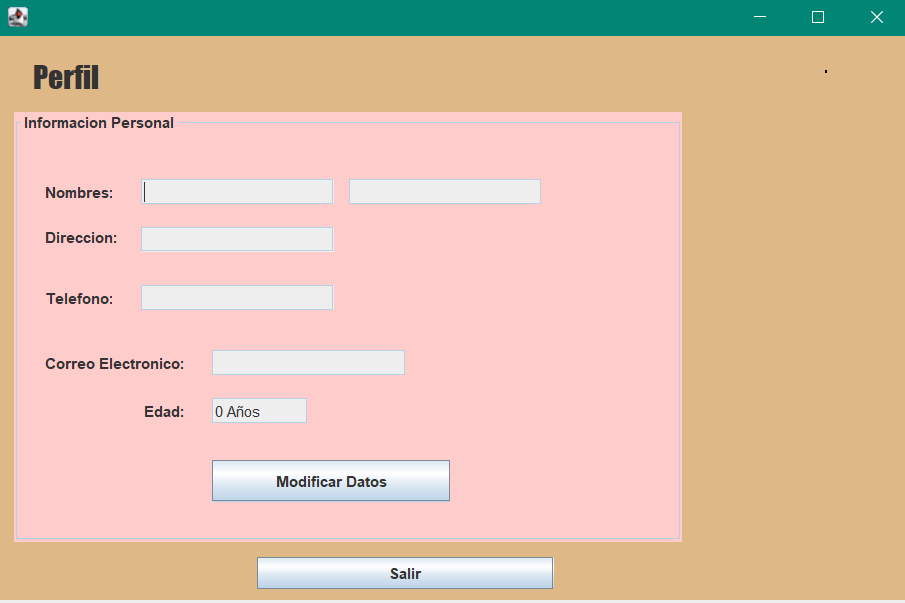 Perfil
Informacion Personal
Nombres:
Direccion:
Telefono:
Correo Electronico:
Edad: 0 Años
Modificar Datos
Salir